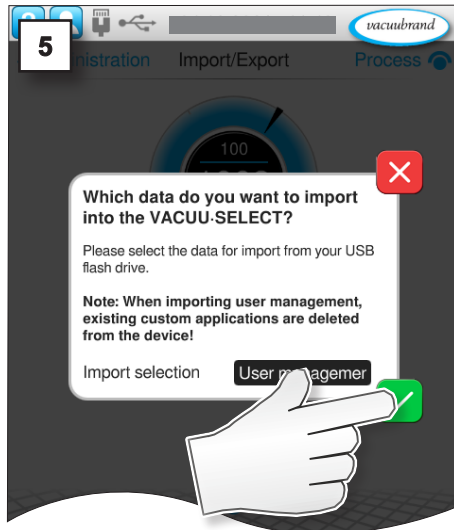 5
vacuubrand
nistration Import/Export Process
100
Which data do you want to import
into the VACUU·SELECT?
Please select the data for import from your USB
flash drive.
Note: When importing user management,
existing custom applications are deleted
from the device!
Import selection User managemer